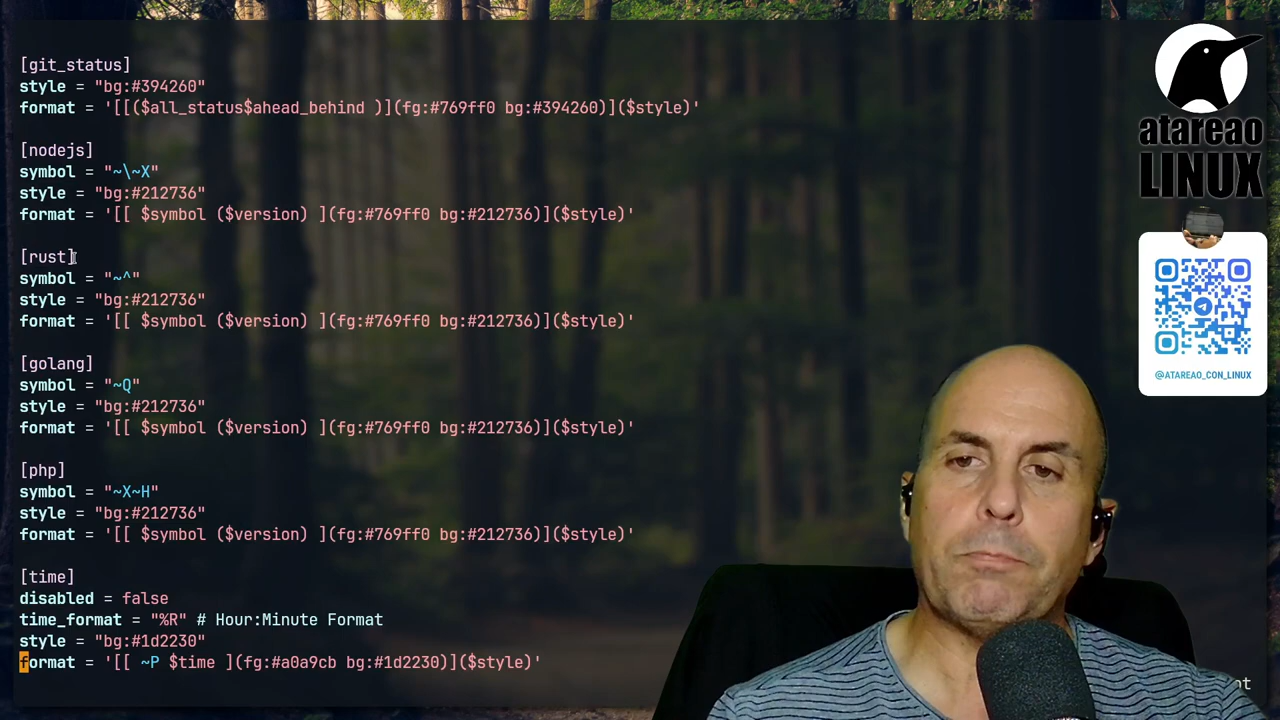 [git_status]
style = "bg:#394260"
format = '[[($all_status$ahead_behind )](fg:#769ff0 bg:#394260)]($style)'
[nodejs]
symbol = "~\~X"
style = "bg:#212736"
format = '[[ $symbol ($version) ](fg:#769ff0 bg:#212736)]($style)'
[rust]
symbol = "~^"
style = "bg:#212736"
format = '[[ $symbol ($version) ](fg:#769ff0 bg:#212736)]($style)'
[golang]
symbol = "~Q"
style = "bg:#212736"
format = '[[ $symbol ($version) ](fg:#769ff0 bg:#212736)]($style)'
[php]
symbol = "~X~H"
style = "bg:#212736"
format = '[[ $symbol ($version) ](fg:#769ff0 bg:#212736)]($style)'
[time]
disabled = false
time_format = "%R" # Hour:Minute Format
style = "bg:#1d2230"
format = '[[ ~P $time ](fg:#a0a9cb bg:#1d2230)]($style)'
atareao
LINUX
@ATAREAO_CON_LINUX